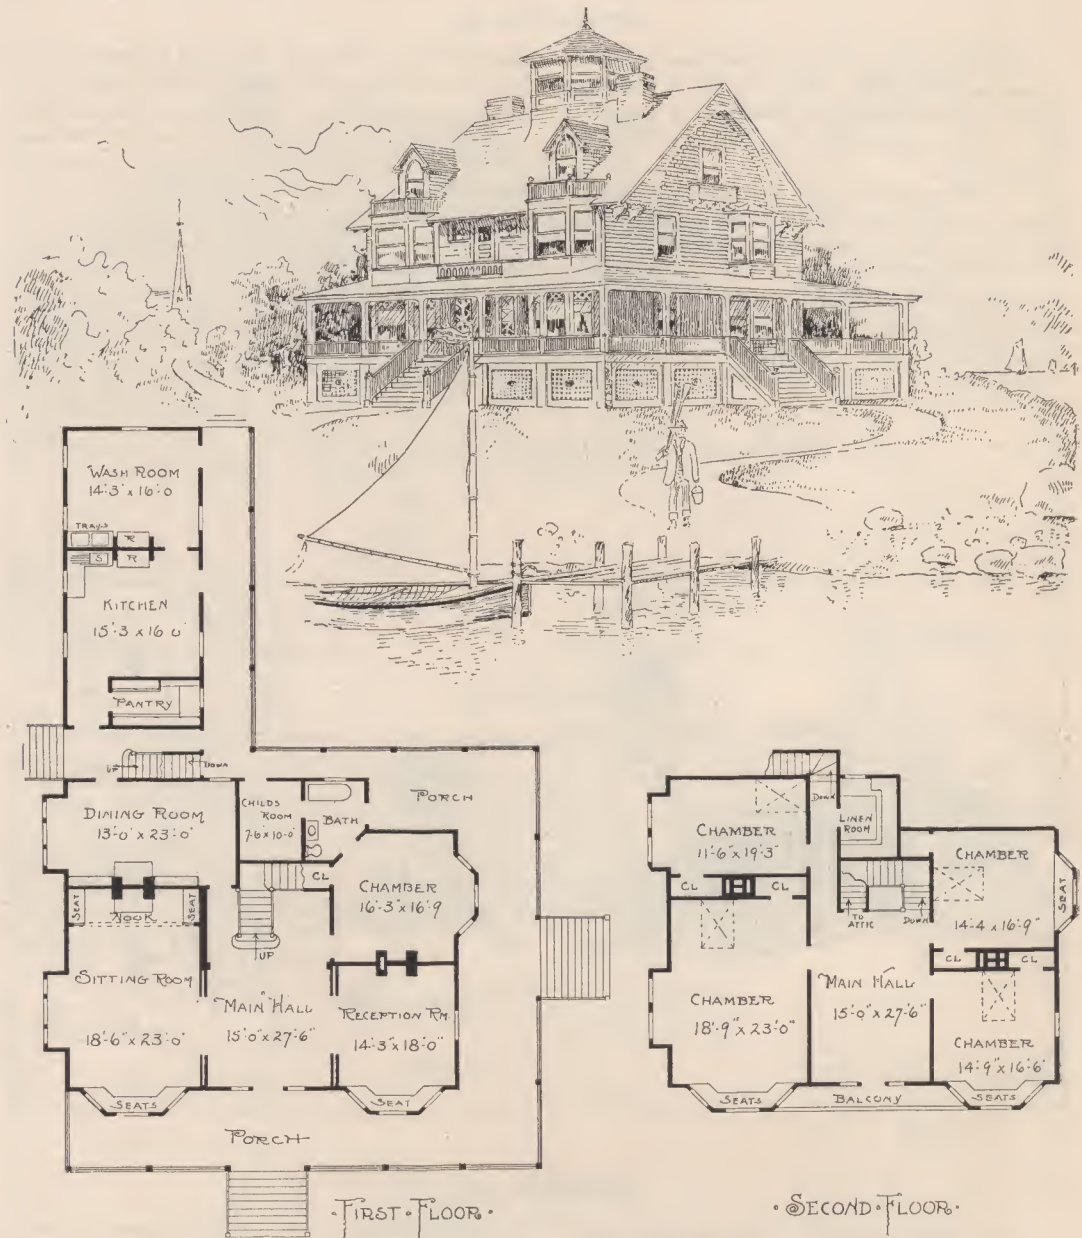 WASH ROOM
14'·3" x 16'·0
TRAYS
R
S
R
KITCHEN
15'·3 x 16 0
PANTRY
UP
DOWN
DINING ROOM
13'·0" x 23'·0"
CHILDS
ROOM
7·6 x 10·0"
BATH
PORCH
CL
CHAMBER
16'·3" x 16'·9
SEAT
NOOK
SEAT
UP
SITTING ROOM
18'·6" x 23'·0"
MAIN HALL
15'·0" x 27'·6"
RECEPTION RM.
14'·3" x 18'·0"
SEATS
SEAT
PORCH
·FIRST·FLOOR·
DOWN
LINEN
ROOM
CHAMBER
11'·6" x 19'·3"
CL
CL
CHAMBER
14'·4 x 16'·9"
SEAT
TO
ATTIC
DOWN
CL
CL
CHAMBER
18'·9" x 23'·0"
MAIN HALL
15'·0" x 27'·6"
CHAMBER
14'·9" x 16'·6"
SEATS
BALCONY
SEATS
·SECOND·FLOOR·